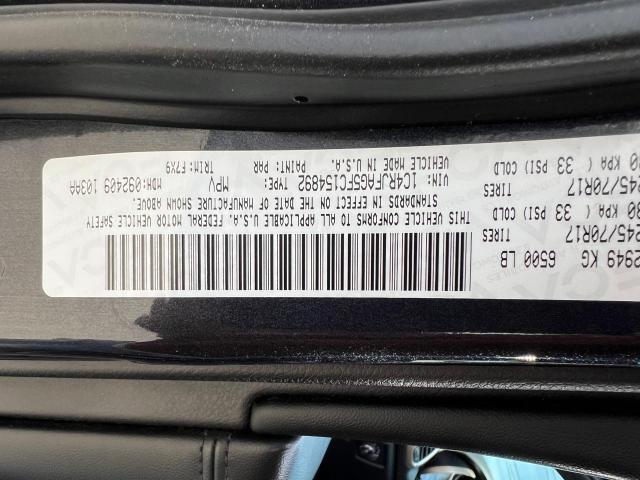 2949 KG
6500 LB
TIRES
245/70R17
KPA ( 33 PSI) COLD
TIRES
245/70R17
KPA ( 33 PSI) COLD
THIS VEHICLE CONFORMS TO ALL APPLICABLE U.S.A. FEDERAL MOTOR VEHICLE SAFETY
STANDARDS IN EFFECT ON THE DATE OF MANUFACTURE SHOWN ABOVE.
VIN: 1C4RJFAG5FC154892 TYPE: MPV MDH: 092409 103AA
VEHICLE MADE IN U.S.A. PAINT: PAR TRIM: F7X9